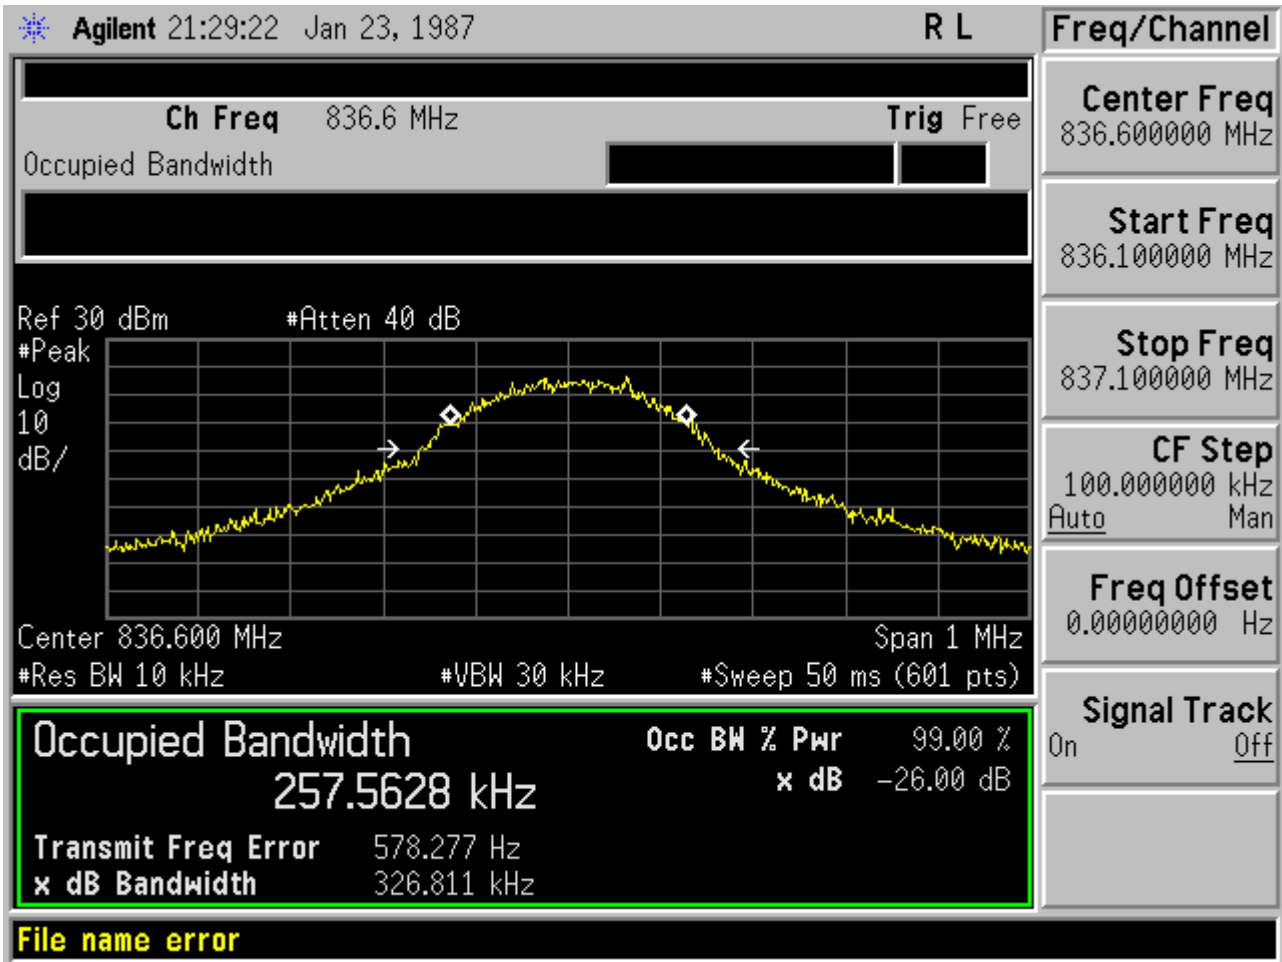 Agilent 21:29:22 Jan 23, 1987 R L
Freq/Channel
Ch Freq 836.6 MHz Trig Free
Occupied Bandwidth
Center Freq
836.600000 MHz
Start Freq
836.100000 MHz
Stop Freq
837.100000 MHz
CF Step
100.000000 kHz
Auto Man
Freq Offset
0.00000000 Hz
Signal Track
On Off
Ref 30 dBm #Atten 40 dB
#Peak
Log
10
dB/
Center 836.600 MHz Span 1 MHz
#Res BW 10 kHz #VBW 30 kHz #Sweep 50 ms (601 pts)
Occupied Bandwidth Occ BW % Pwr 99.00 %
257.5628 kHz x dB -26.00 dB
Transmit Freq Error 578.277 Hz
x dB Bandwidth 326.811 kHz
File name error